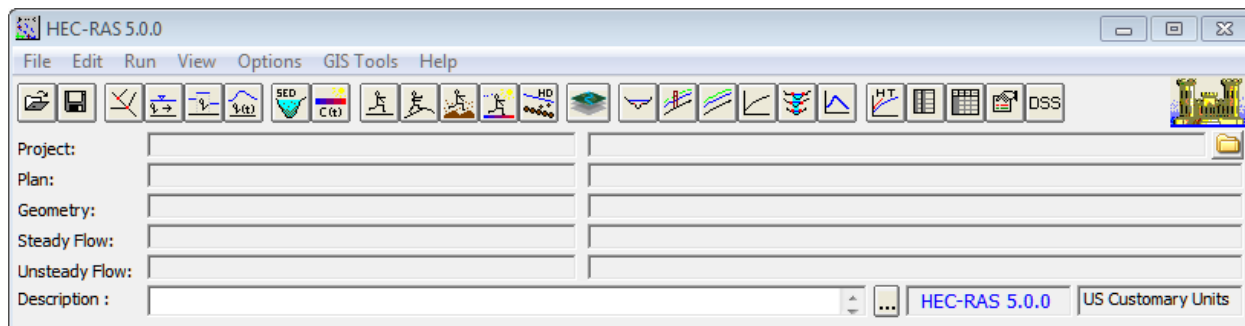 HEC-RAS 5.0.0
File Edit Run View Options GIS Tools Help
SED C(t) HD HT DSS
Project:
Plan:
Geometry:
Steady Flow:
Unsteady Flow:
Description : ... HEC-RAS 5.0.0 US Customary Units